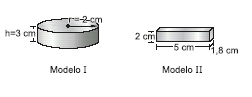 r= 2 cm
h=3 cm
2 cm
5 cm
1,8 cm
Modelo I
Modelo II